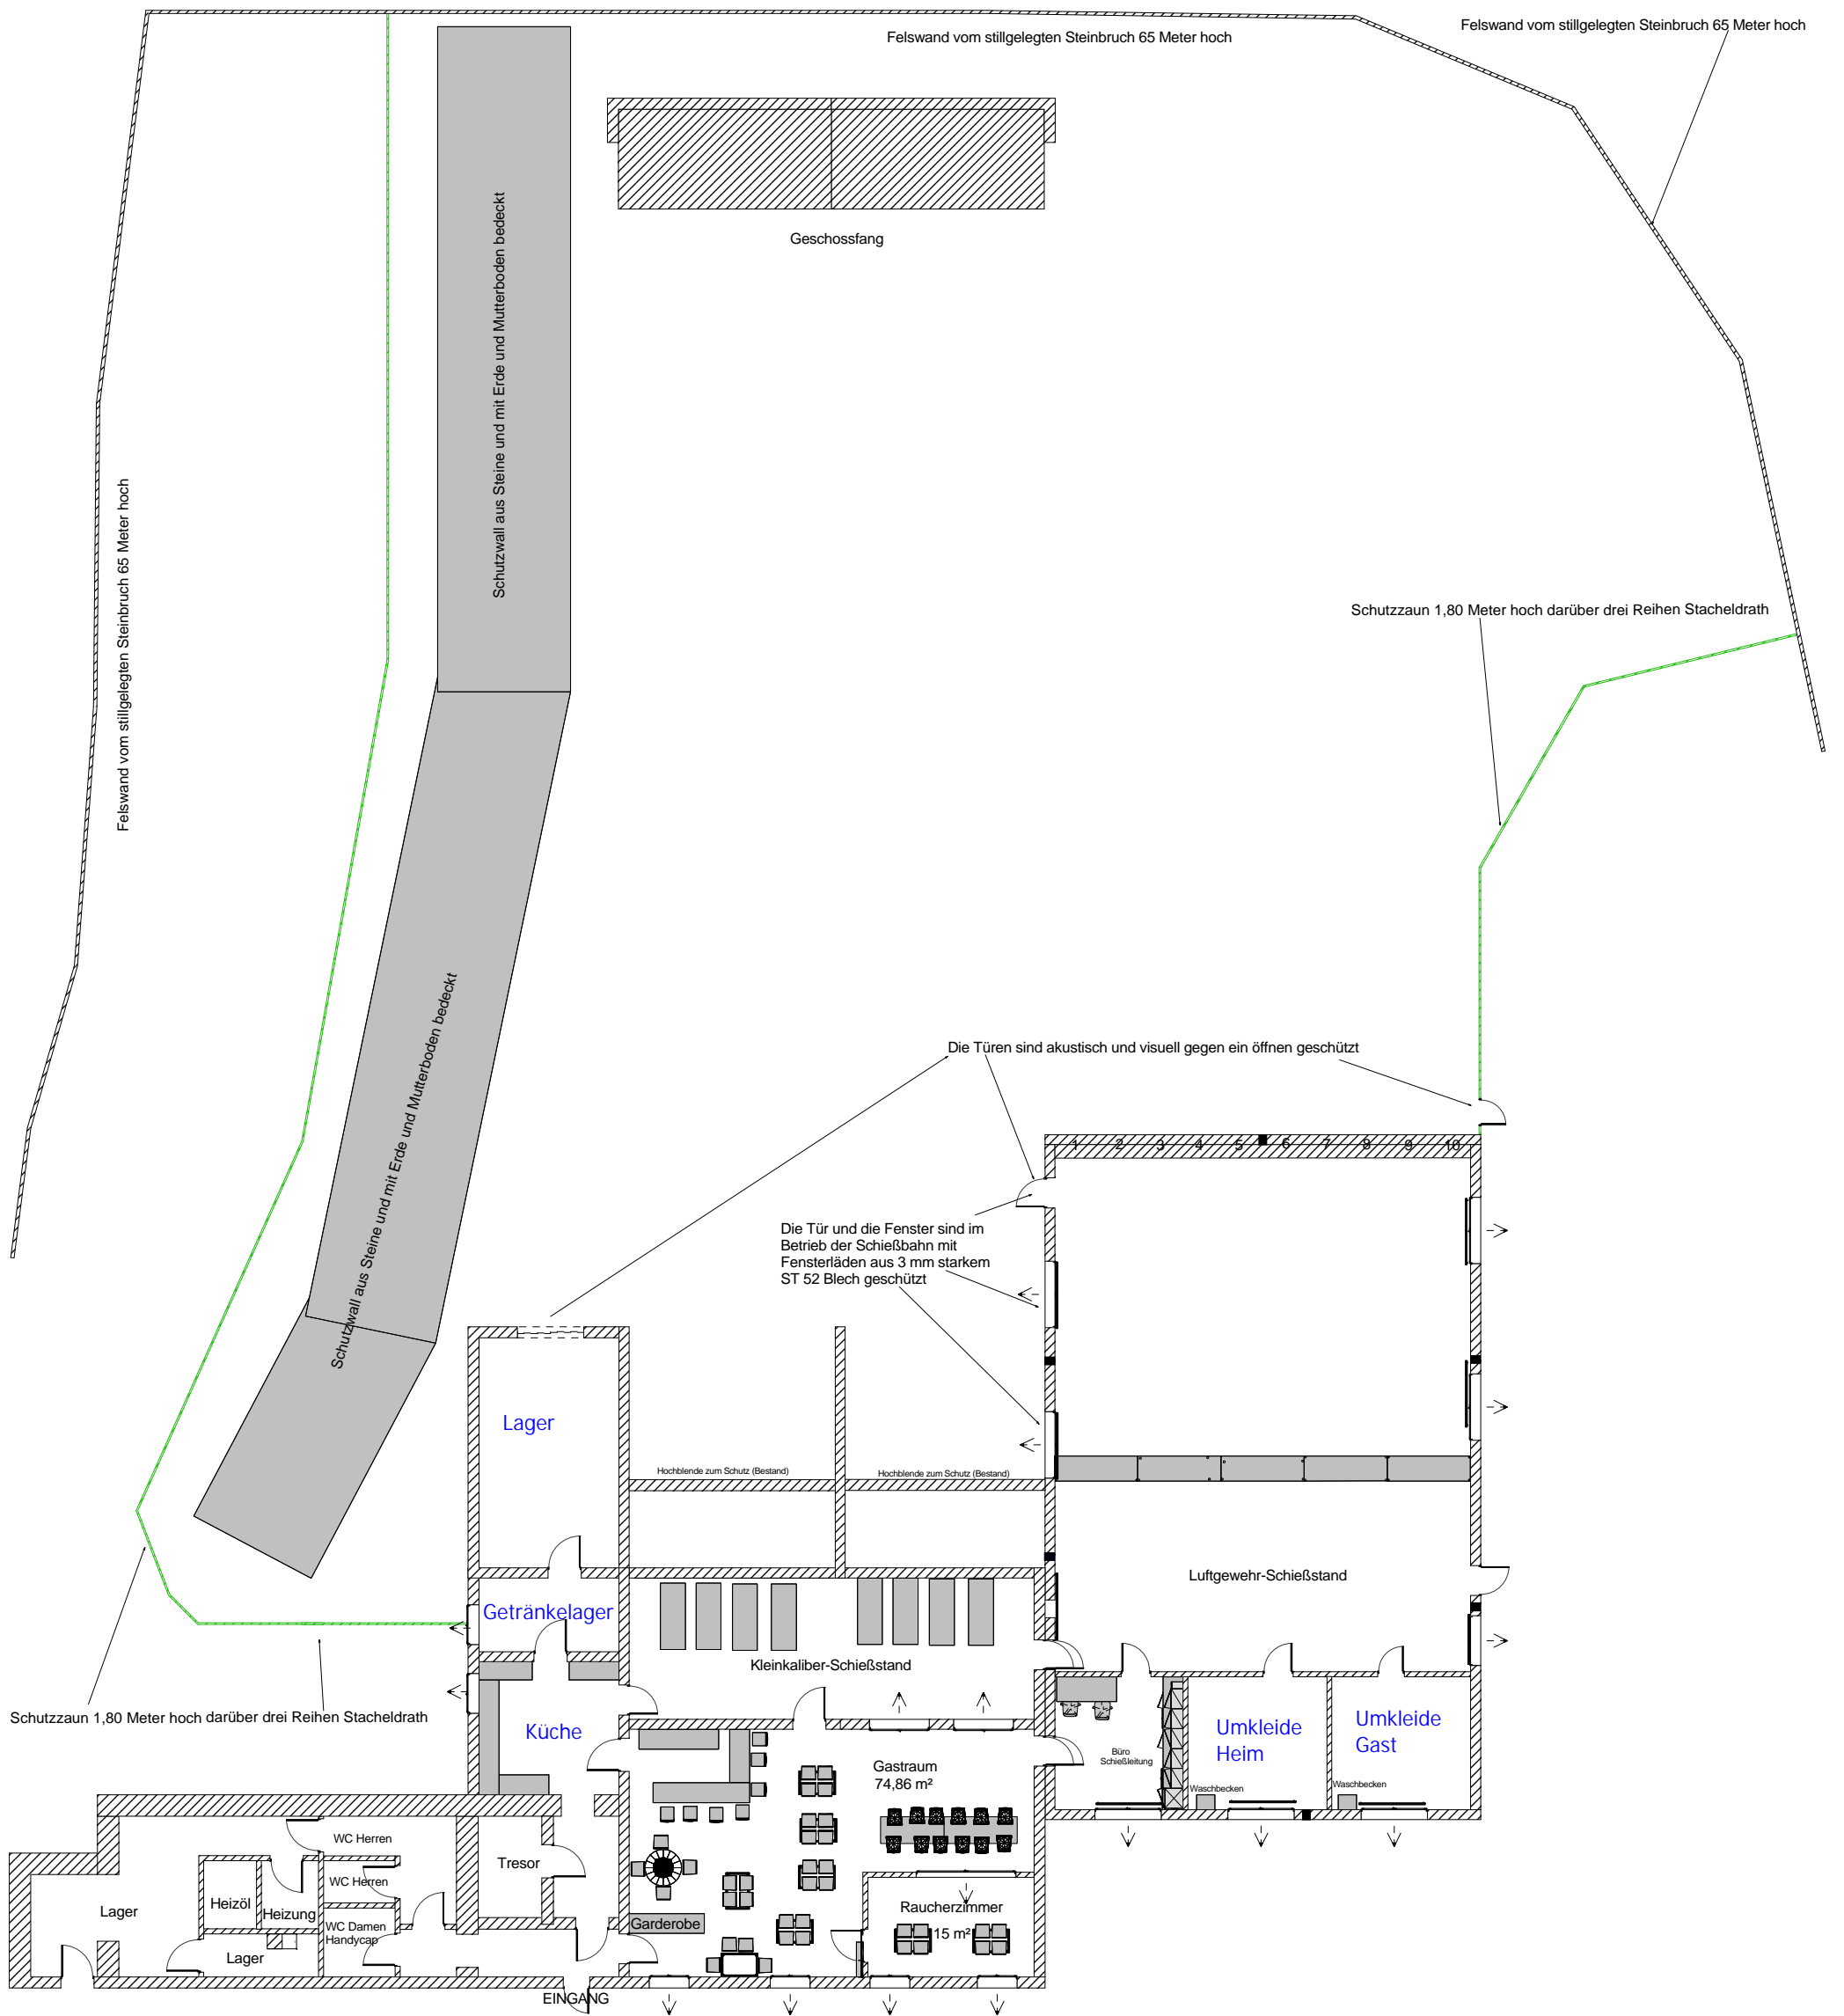 Felswand vom stillgelegten Steinbruch 65 Meter hoch
Felswand vom stillgelegten Steinbruch 65 Meter hoch
Geschossfang
Schutzwall aus Steine und mit Erde und Mutterboden bedeckt
Felswand vom stillgelegten Steinbruch 65 Meter hoch
Schutzzaun 1,80 Meter hoch darüber drei Reihen Stacheldrath
Schutzwall aus Steine und mit Erde und Mutterboden bedeckt
Die Türen sind akustisch und visuell gegen ein öffnen geschützt
1 2 3 4 5 6 7 8 9 10
Die Tür und die Fenster sind im
Betrieb der Schießbahn mit
Fensterläden aus 3 mm starkem
ST 52 Blech geschützt
Lager
Hochblende zum Schutz (Bestand)
Hochblende zum Schutz (Bestand)
Luftgewehr-Schießstand
Getränkelager
Kleinkaliber-Schießstand
Schutzzaun 1,80 Meter hoch darüber drei Reihen Stacheldrath
Küche
Umkleide
Heim
Umkleide
Gast
Büro
Schießleitung
Gastraum
74,86 m²
Waschbecken
Waschbecken
WC Herren
Tresor
WC Herren
Heizöl
Heizung
Lager
WC Damen
Handycap
Garderobe
Raucherzimmer
15 m²
Lager
EINGANG